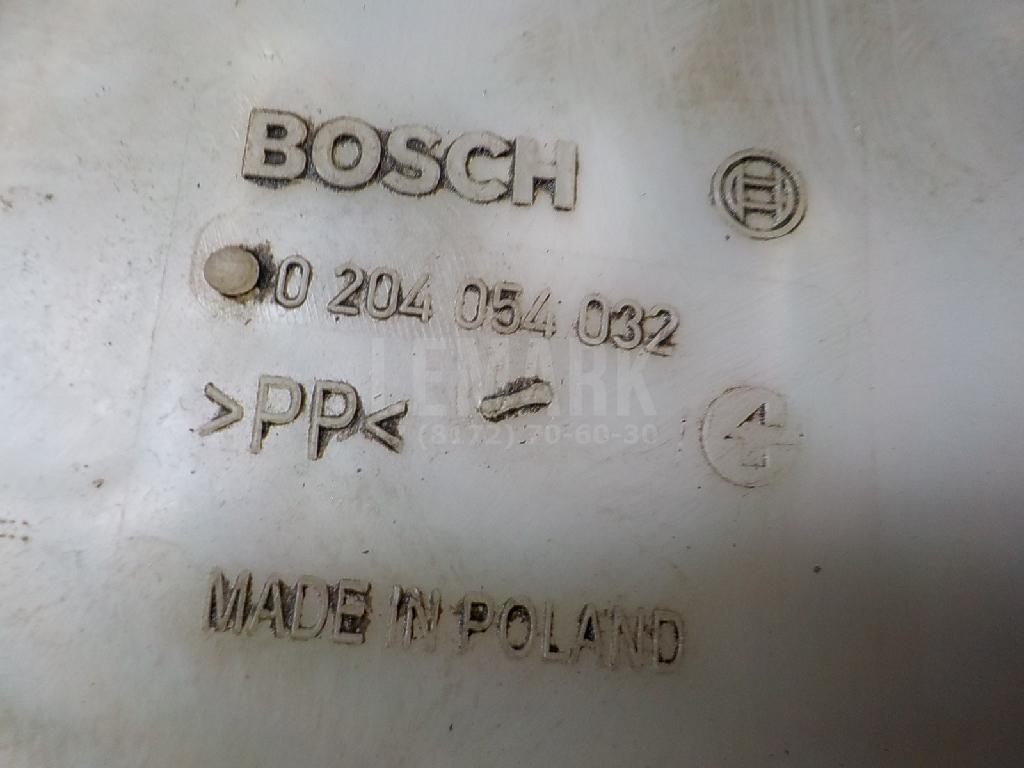 BOSCH
0 204 054 032
LEMARK
>PP<
(8172) 70-60-30
MADE IN POLAND